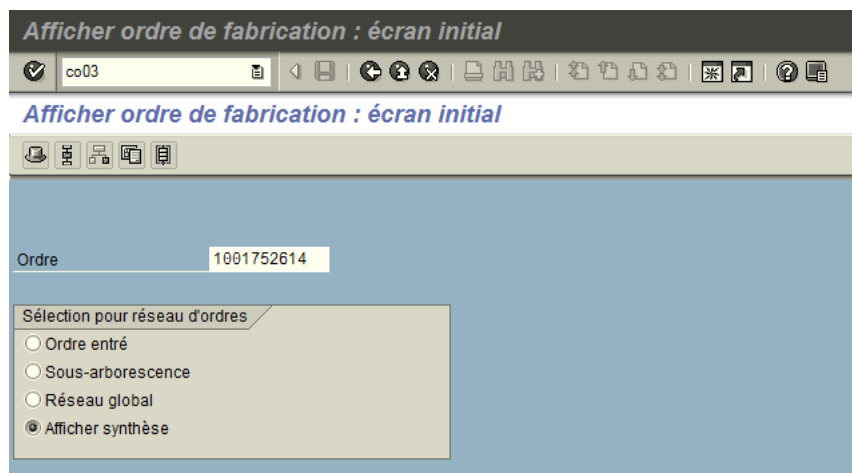 Afficher ordre de fabrication : écran initial
co03
Afficher ordre de fabrication : écran initial
Ordre 1001752614
Sélection pour réseau d'ordres
Ordre entré
Sous-arborescence
Réseau global
Afficher synthèse